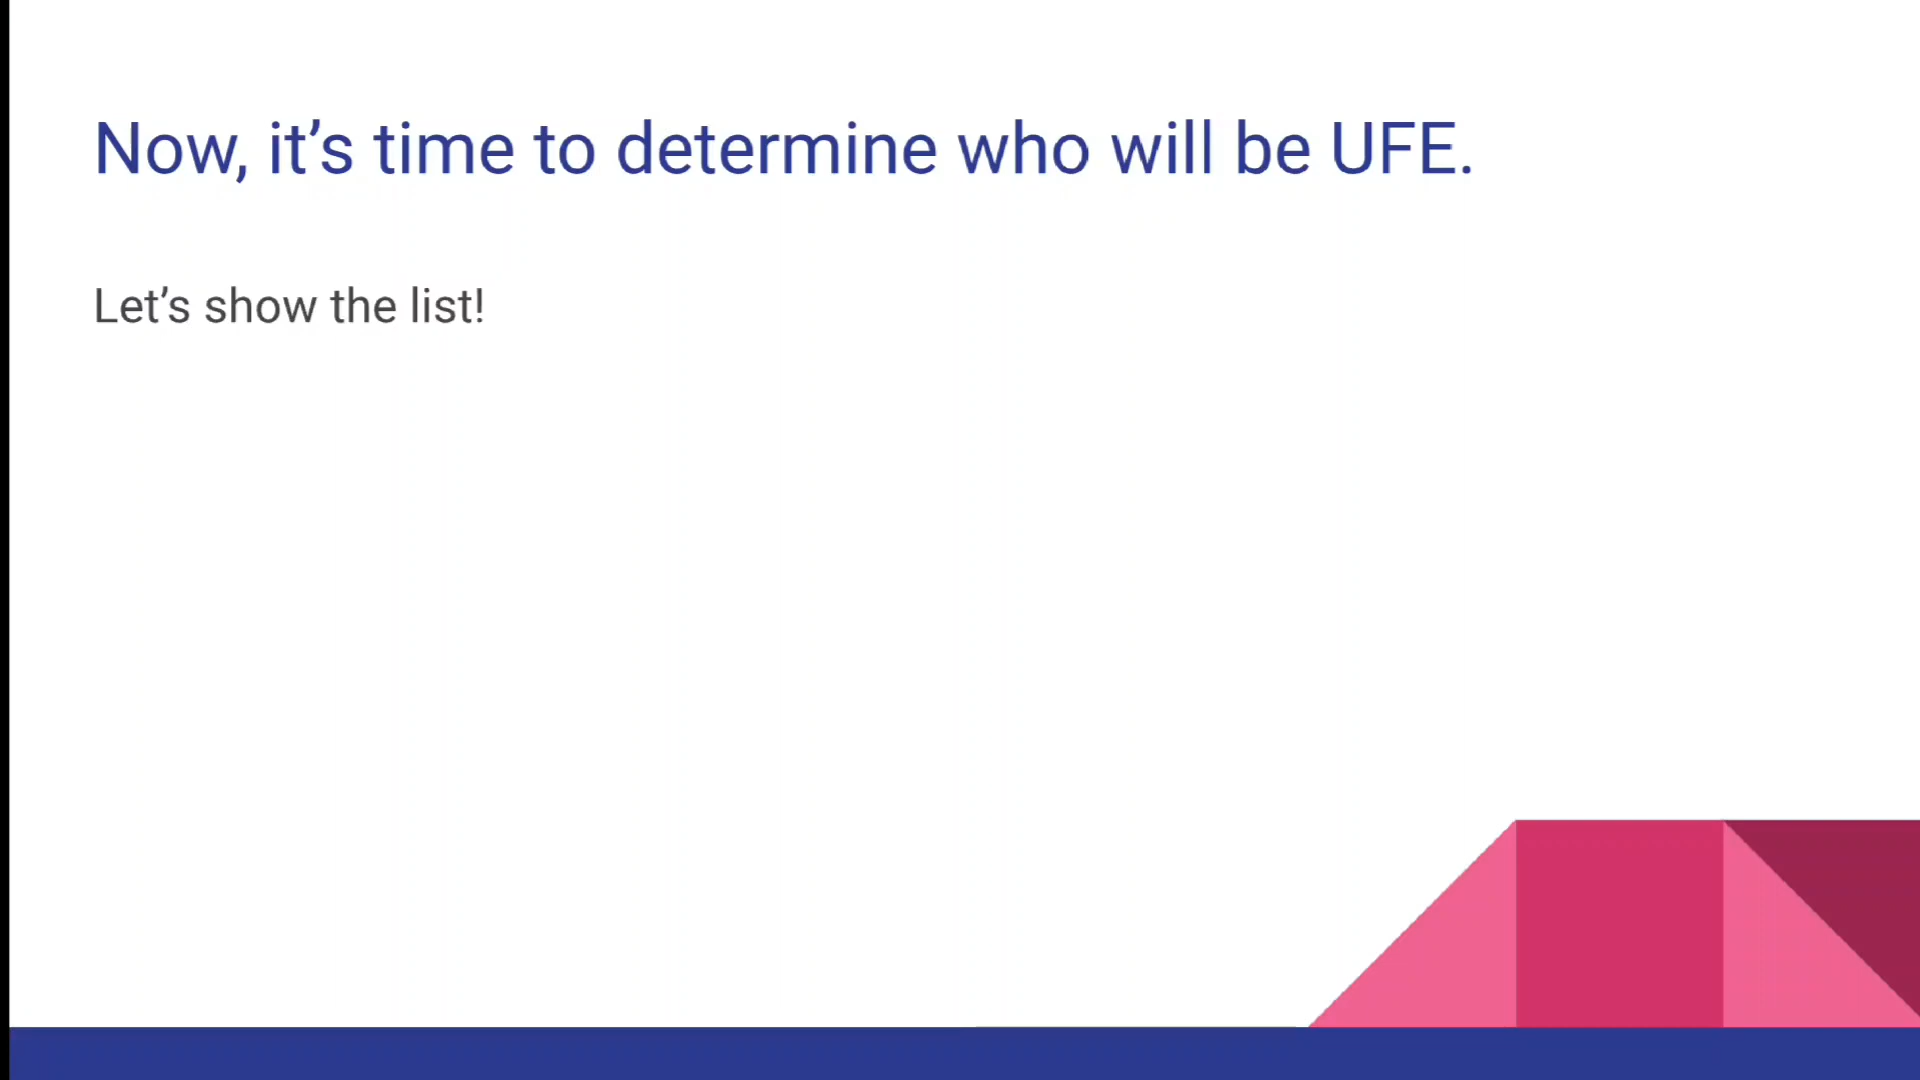 Now, it’s time to determine who will be UFE.
Let’s show the list!